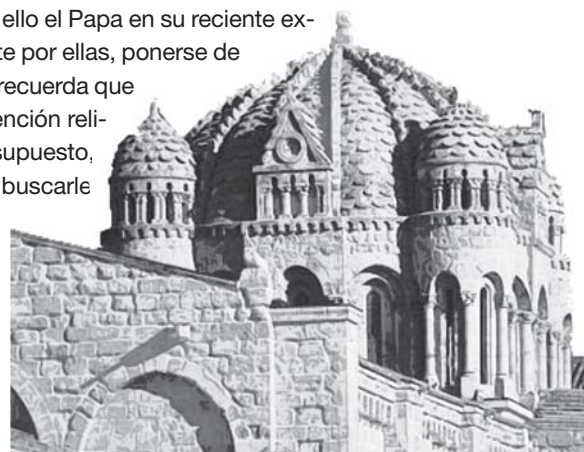 ello el Papa en su reciente ex-
te por ellas, ponerse de
recuerda que
ención reli-
supuesto,
buscarle